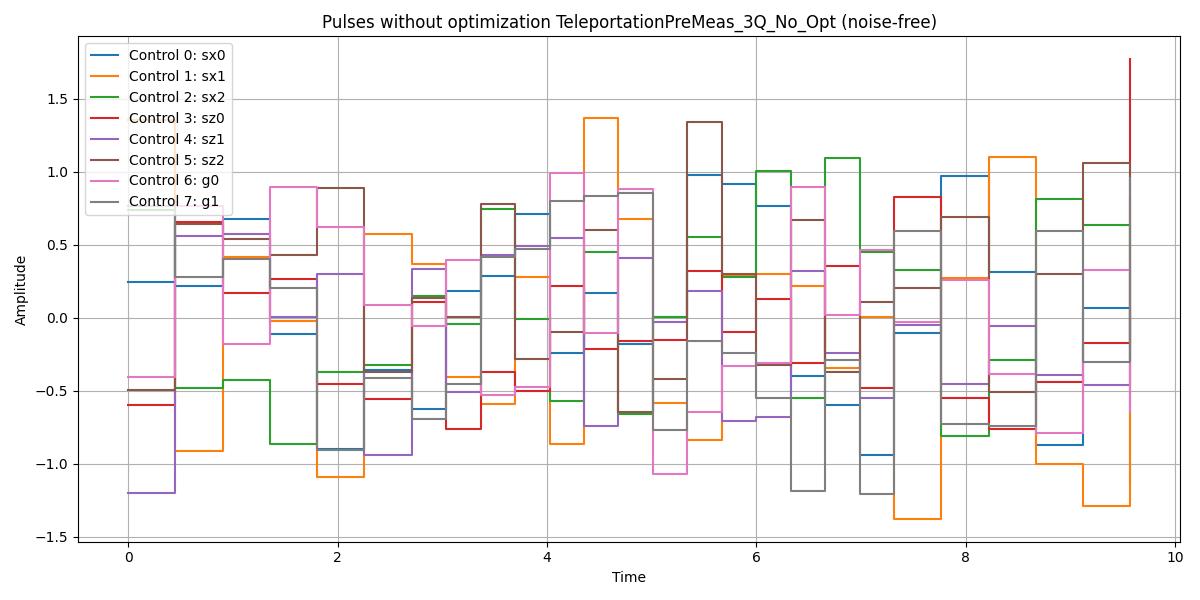 Pulses without optimization TeleportationPreMeas_3Q_No_Opt (noise-free)
Control 0: sx0
Control 1: sx1
Control 2: sx2
Control 3: sz0
Control 4: sz1
Control 5: sz2
Control 6: g0
Control 7: g1
Amplitude
1.5
1.0
0.5
0.0
−0.5
−1.0
−1.5
0 2 4 6 8 10
Time